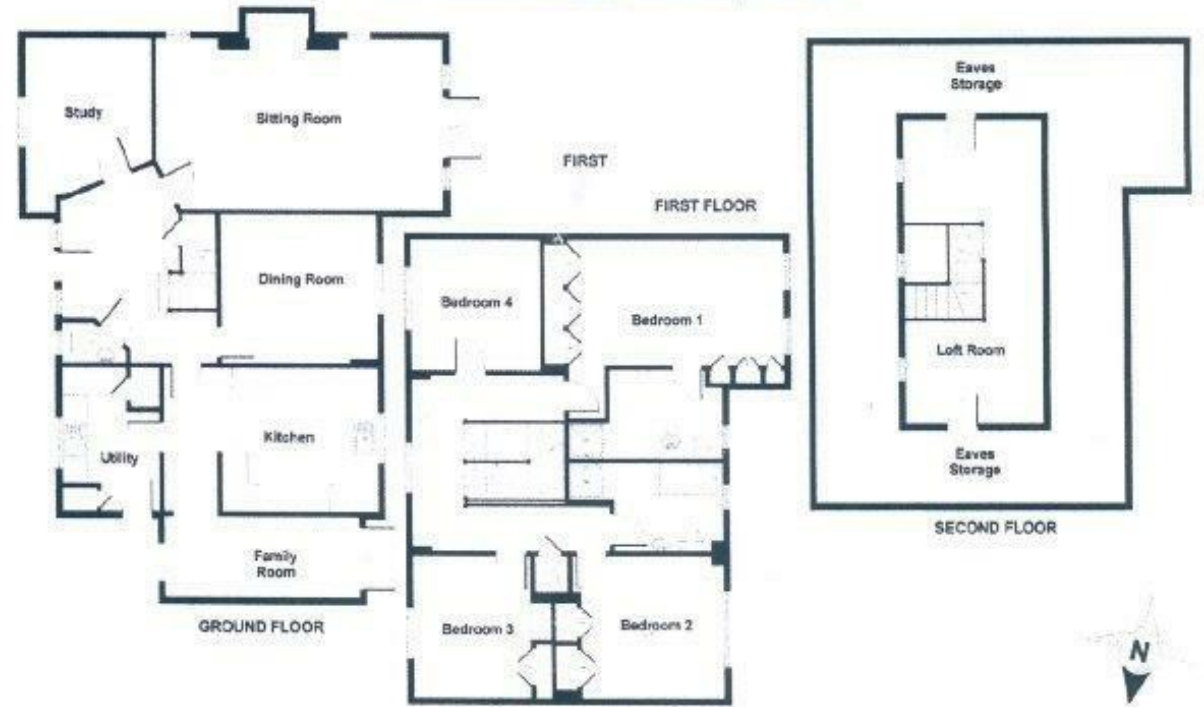 Study
Sitting Room
Dining Room
Kitchen
Utility
Family
Room
GROUND FLOOR
FIRST
FIRST FLOOR
Bedroom 4
Bedroom 1
Bedroom 3
Bedroom 2
Eaves
Storage
Loft Room
Eaves
Storage
SECOND FLOOR
N